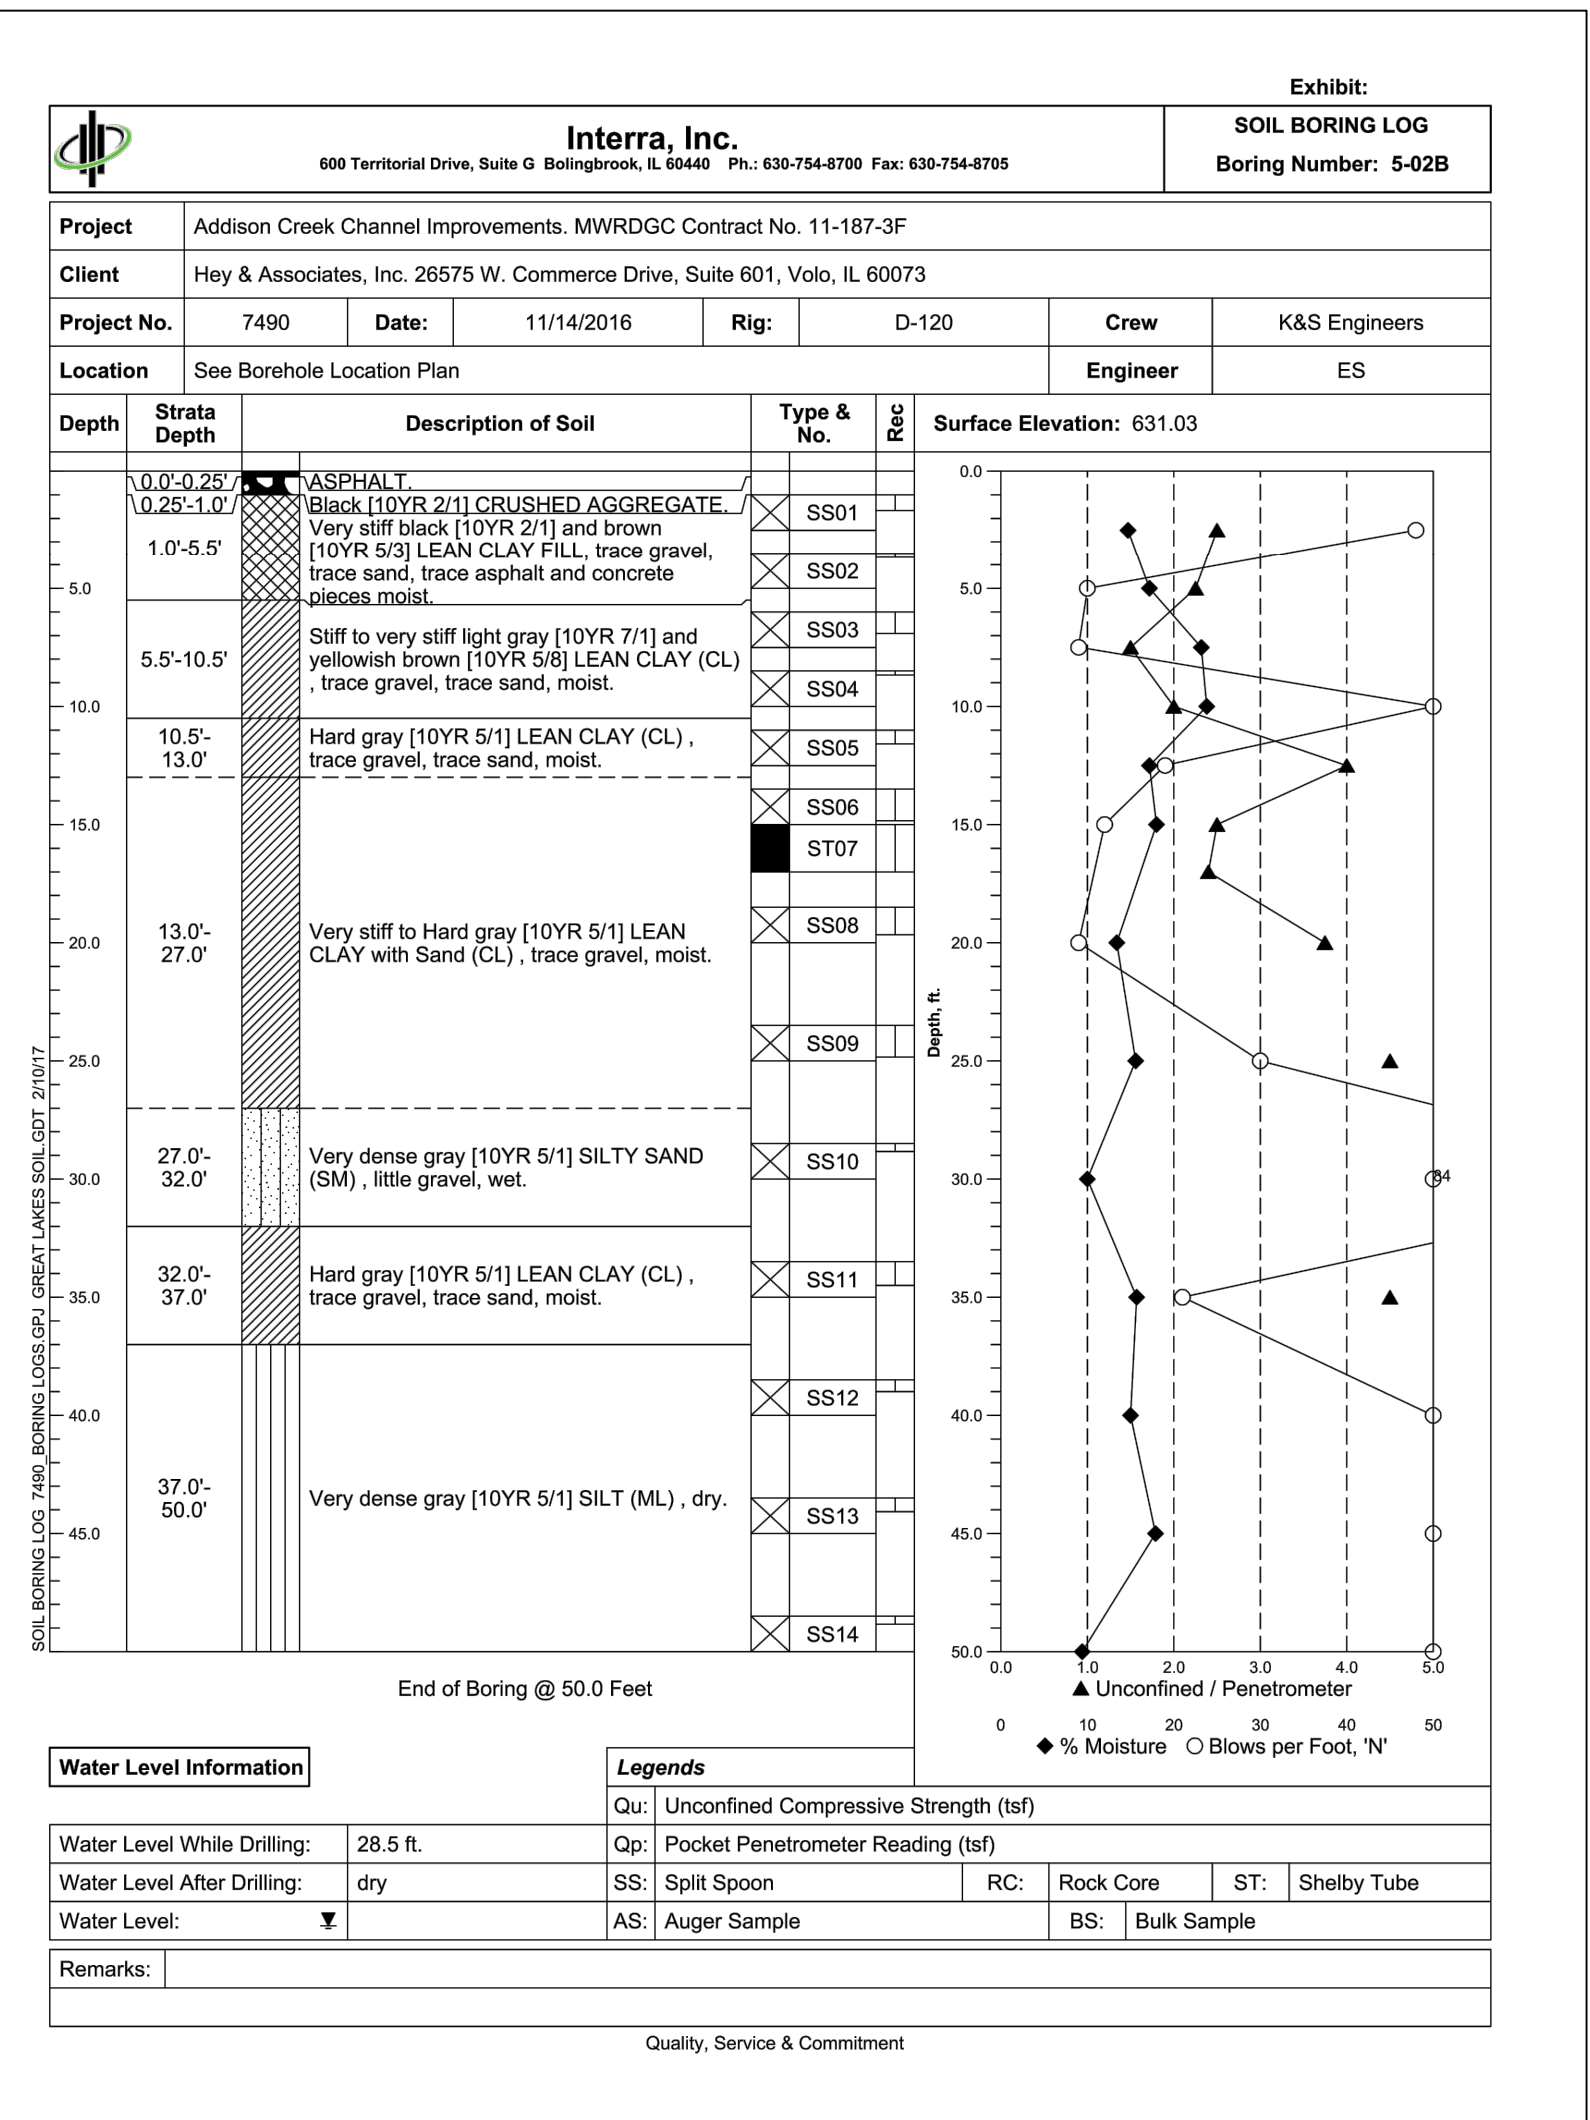 Exhibit:
Interra, Inc.
600 Territorial Drive, Suite G Bolingbrook, IL 60440 Ph.: 630-754-8700 Fax: 630-754-8705
SOIL BORING LOG
Boring Number: 5-02B
Project Addison Creek Channel Improvements. MWRDGC Contract No. 11-187-3F
Client Hey & Associates, Inc. 26575 W. Commerce Drive, Suite 601, Volo, IL 60073
Project No. 7490 Date: 11/14/2016 Rig: D-120 Crew K&S Engineers
Location See Borehole Location Plan Engineer ES
Depth Strata Depth Description of Soil Type & No. Rec Surface Elevation: 631.03
0.0'-0.25' ASPHALT.
0.25'-1.0' Black [10YR 2/1] CRUSHED AGGREGATE.
1.0'-5.5'
Very stiff black [10YR 2/1] and brown
[10YR 5/3] LEAN CLAY FILL, trace gravel,
trace sand, trace asphalt and concrete
pieces moist.
5.5'-10.5'
Stiff to very stiff light gray [10YR 7/1] and
yellowish brown [10YR 5/8] LEAN CLAY (CL)
, trace gravel, trace sand, moist.
10.5'-
13.0'
Hard gray [10YR 5/1] LEAN CLAY (CL) ,
trace gravel, trace sand, moist.
13.0'-
27.0'
Very stiff to Hard gray [10YR 5/1] LEAN
CLAY with Sand (CL) , trace gravel, moist.
27.0'-
32.0'
Very dense gray [10YR 5/1] SILTY SAND
(SM) , little gravel, wet.
32.0'-
37.0'
Hard gray [10YR 5/1] LEAN CLAY (CL) ,
trace gravel, trace sand, moist.
37.0'-
50.0'
Very dense gray [10YR 5/1] SILT (ML) , dry.
5.0
10.0
15.0
20.0
25.0
30.0
35.0
40.0
45.0
SS01
SS02
SS03
SS04
SS05
SS06
ST07
SS08
SS09
SS10
SS11
SS12
SS13
SS14
Depth, ft.
0.0
5.0
10.0
15.0
20.0
25.0
30.0
35.0
40.0
45.0
50.0
84
0.0 1.0 2.0 3.0 4.0 5.0
Unconfined / Penetrometer
0 10 20 30 40 50
% Moisture Blows per Foot, 'N'
End of Boring @ 50.0 Feet
SOIL BORING LOG 7490_BORING LOGS.GPJ GREAT LAKES SOIL.GDT 2/10/17
Water Level Information
Water Level While Drilling: 28.5 ft.
Water Level After Drilling: dry
Water Level:
Legends
Qu: Unconfined Compressive Strength (tsf)
Qp: Pocket Penetrometer Reading (tsf)
SS: Split Spoon RC: Rock Core ST: Shelby Tube
AS: Auger Sample BS: Bulk Sample
Remarks:
Quality, Service & Commitment